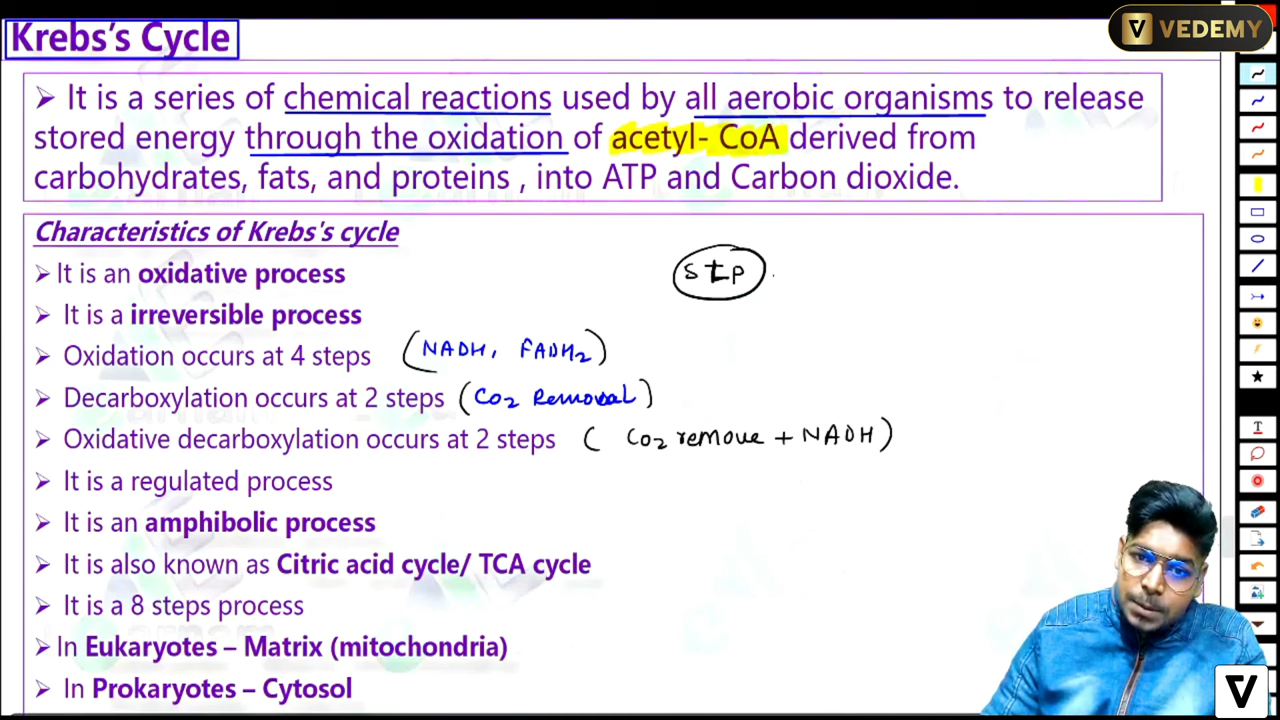 Krebs's Cycle
VEDEMY
➢ It is a series of chemical reactions used by all aerobic organisms to release
stored energy through the oxidation of acetyl- CoA derived from
carbohydrates, fats, and proteins , into ATP and Carbon dioxide.
Characteristics of Krebs's cycle
➢ It is an oxidative process
SLP
➢ It is a irreversible process
➢ Oxidation occurs at 4 steps (NADH, FADH2)
➢ Decarboxylation occurs at 2 steps (CO2 Removal)
➢ Oxidative decarboxylation occurs at 2 steps ( CO2 remove + NADH)
➢ It is a regulated process
➢ It is an amphibolic process
➢ It is also known as Citric acid cycle/ TCA cycle
➢ It is a 8 steps process
➢ In Eukaryotes – Matrix (mitochondria)
➢ In Prokaryotes – Cytosol